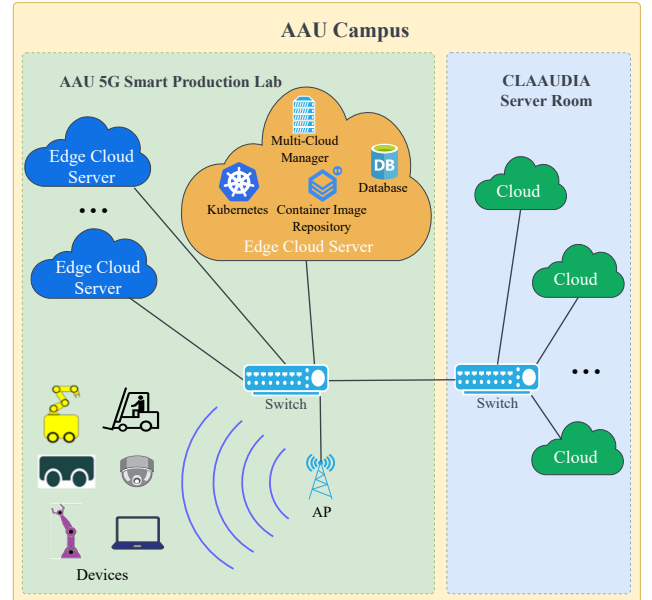 AAU Campus
AAU 5G Smart Production Lab
Edge Cloud
Server
...
Edge Cloud
Server
Multi-Cloud
Manager
DB
Database
Kubernetes
Container Image
Repository
Edge Cloud Server
Switch
AP
Devices
CLAAUDIA
Server Room
Cloud
Cloud
...
Switch
Cloud